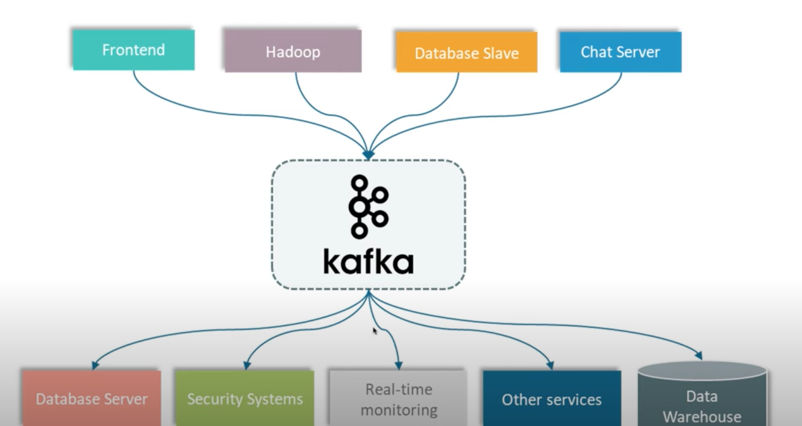 Frontend
Hadoop
Database Slave
Chat Server
kafka
Database Server
Security Systems
Real-time
monitoring
Other services
Data
Warehouse